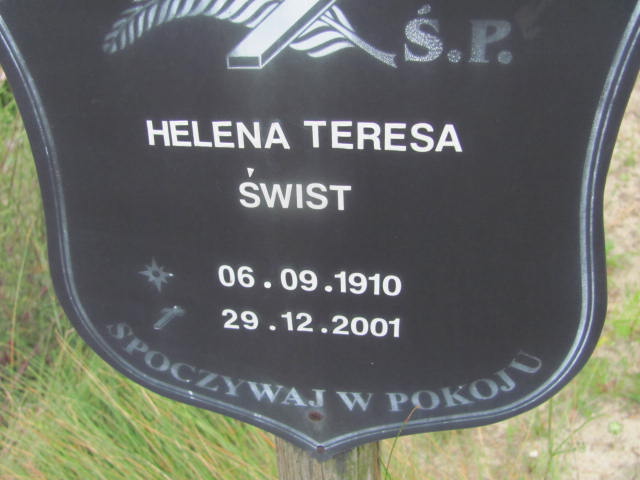 Ś.P.
HELENA TERESA
ŚWIST
06.09.1910
29.12.2001
SPOCZYWAJ W POKOJU